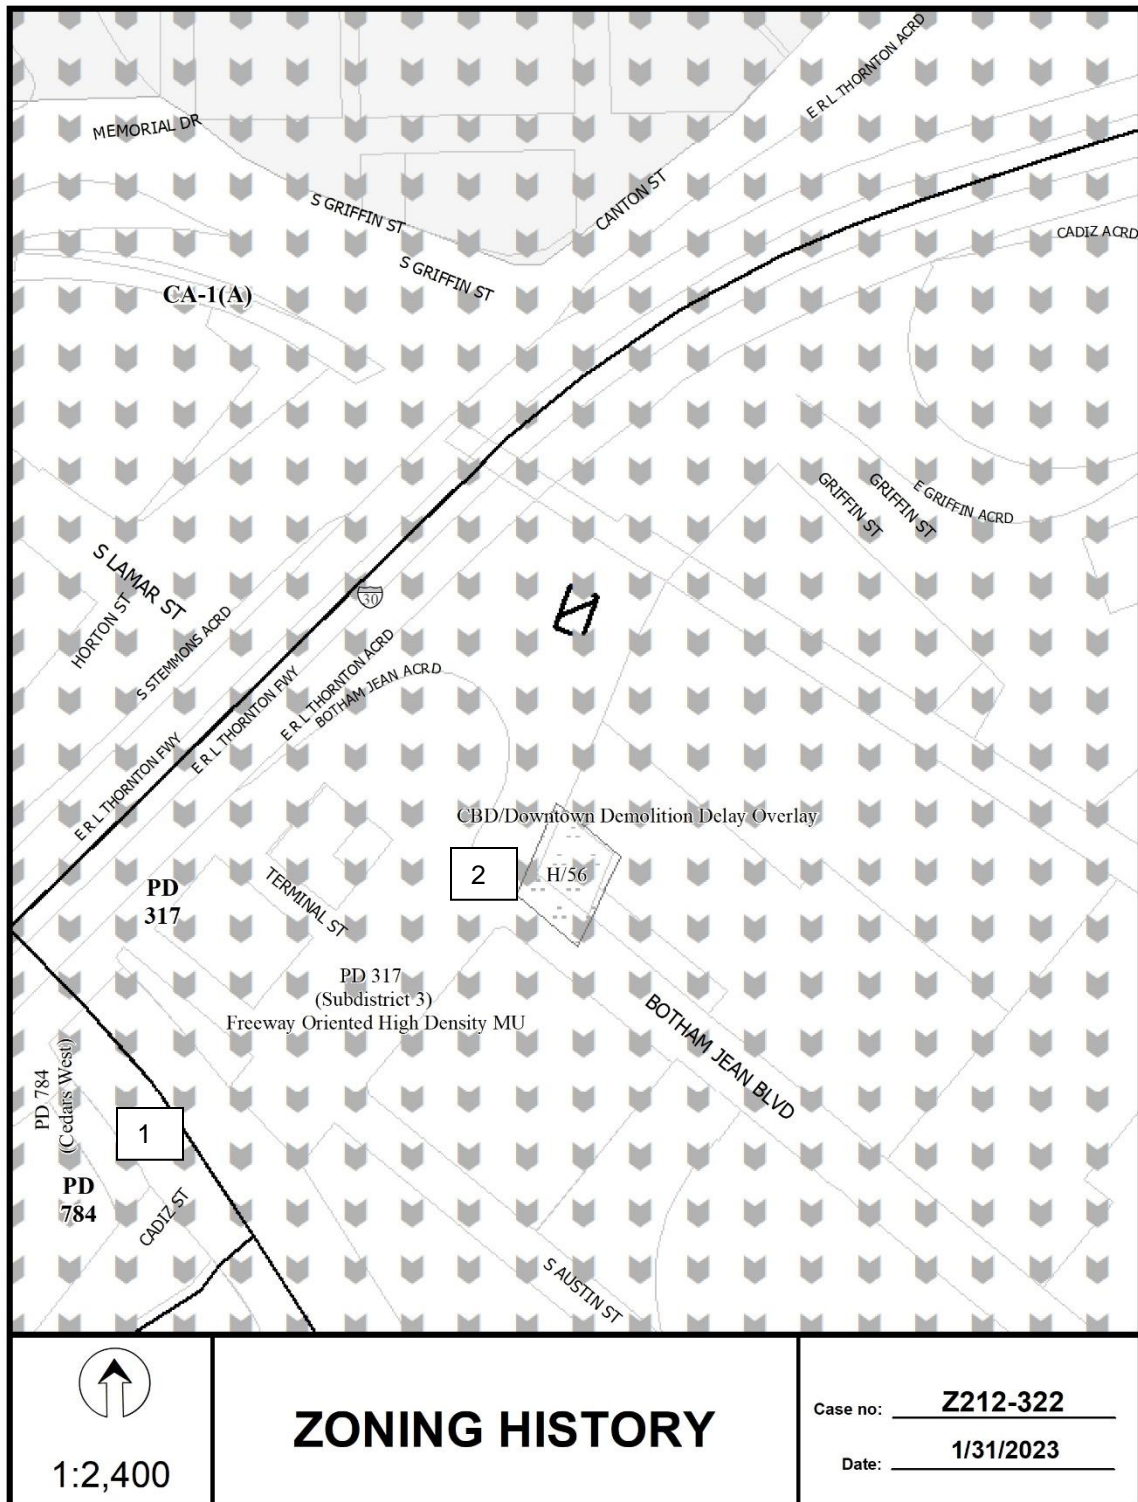 E R L THORNTON ACRD
MEMORIAL DR
S GRIFFIN ST
CANTON ST
CADIZ ACRD
S GRIFFIN ST
CA-1(A)
GRIFFIN ST
GRIFFIN ST
E GRIFFIN ACRD
S LAMAR ST
HORTON ST
30
S STEMMONS ACRD
E R L THORNTON ACRD
BOTHAM JEAN ACRD
E R L THORNTON FWY
E R L THORNTON FWY
CBD/Downtown Demolition Delay Overlay
2
H/56
PD
317
TERMINAL ST
PD 317
(Subdistrict 3)
Freeway Oriented High Density MU
BOTHAM JEAN BLVD
PD 784
(Cedars West)
1
PD
784
CADIZ ST
S AUSTIN ST
1:2,400
ZONING HISTORY
Case no: Z212-322
Date: 1/31/2023